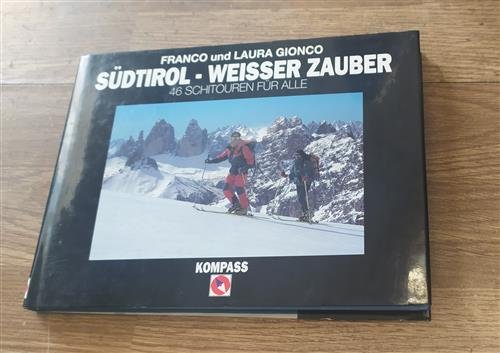 FRANCO und LAURA GIONCO
SÜDTIROL - WEISSER ZAUBER
46 SCHITOUREN FÜR ALLE
KOMPASS